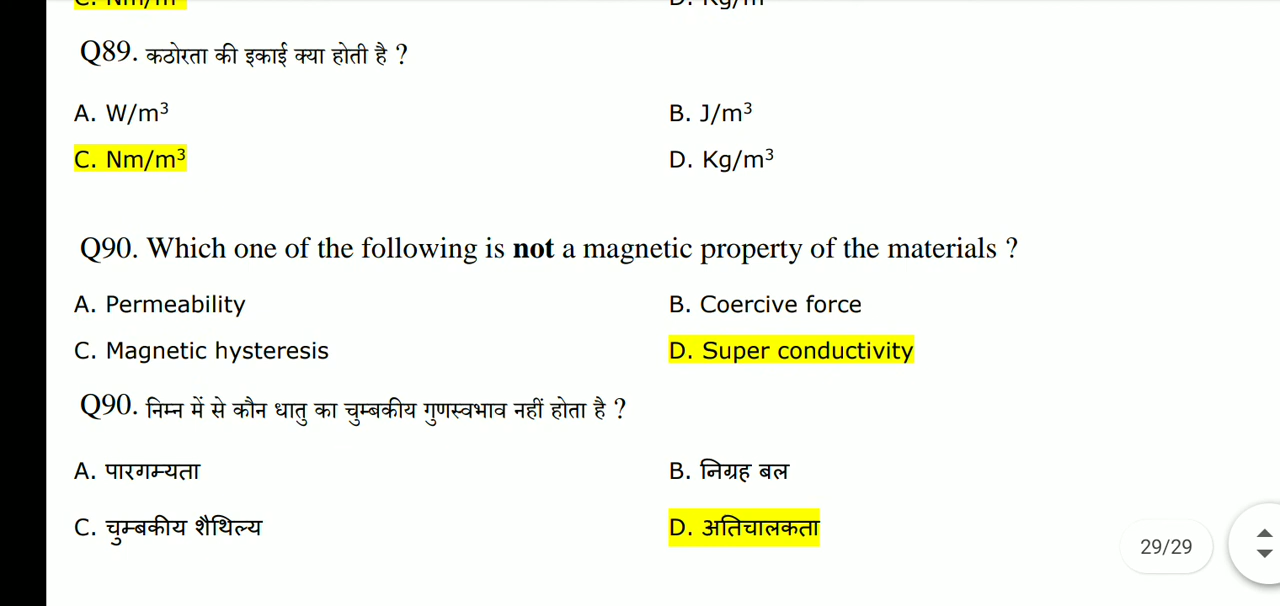 Q89. कठोरता की इकाई क्या होती है ?
A. W/m³
B. J/m³
C. Nm/m³
D. Kg/m³
Q90. Which one of the following is not a magnetic property of the materials ?
A. Permeability
B. Coercive force
C. Magnetic hysteresis
D. Super conductivity
Q90. निम्न में से कौन धातु का चुम्बकीय गुणस्वभाव नहीं होता है ?
A. पारगम्यता
B. निग्रह बल
C. चुम्बकीय शैथिल्य
D. अतिचालकता
29/29